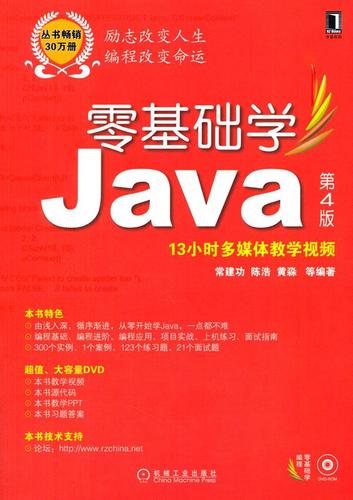 丛书畅销
30万册
励志改变人生
编程改变命运
零基础学
Java
第4版
13小时多媒体教学视频
常建功 陈浩 黄淼 等编著
本书特色
由浅入深，循序渐进，从零开始学Java，一点都不难
编程基础、编程进阶、编程应用、项目实战、上机练习、面试指南
300个实例、1个案例、123个练习题、21个面试题
超值、大容量DVD
本书教学视频
本书源代码
本书教学PPT
本书习题答案
本书技术支持
论坛：http://www.rzchina.net
机械工业出版社
零基础学
编程
DVD-ROM